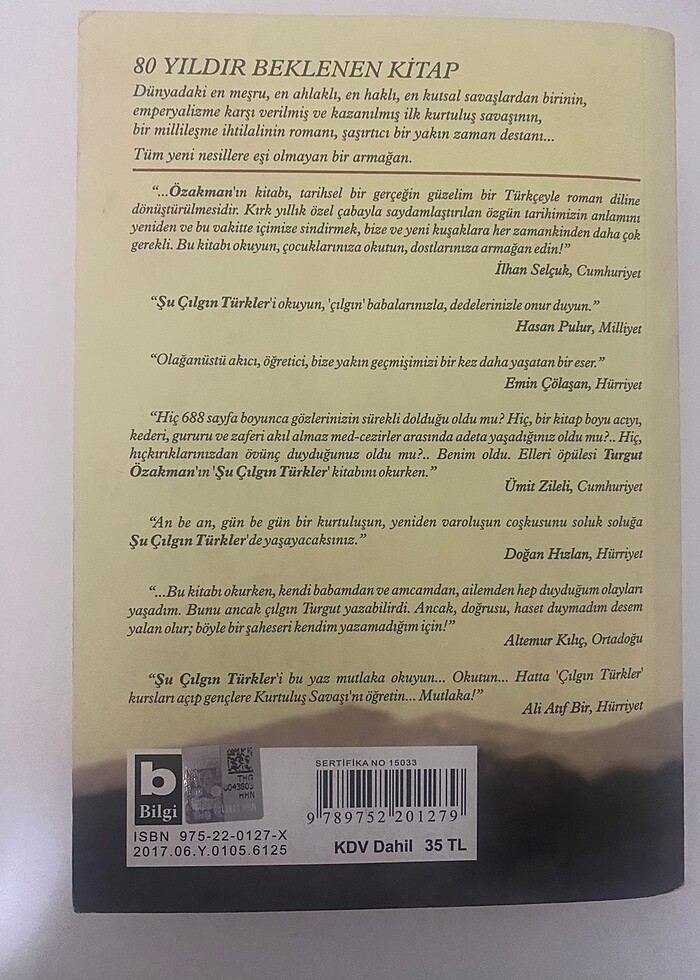 80 YILDIR BEKLENEN KİTAP
Dünyadaki en meşru, en ahlaklı, en haklı, en kutsal savaşlardan birinin,
emperyalizme karşı verilmiş ve kazanılmış ilk kurtuluş savaşının,
bir millileşme ihtilalinin romanı, şaşırtıcı bir yakın zaman destanı...
Tüm yeni nesillere eşi olmayan bir armağan.
“...Özakman'ın kitabı, tarihsel bir gerçeğin güzelim bir Türkçeyle roman diline
dönüştürülmesidir. Kırk yıllık özel çabayla saydamlaştırılan özgün tarihimizin anlamını
yeniden ve bu vakitte içimize sindirmek, bize ve yeni kuşaklara her zamankinden daha çok
gerekli. Bu kitabı okuyun, çocuklarınıza okutun, dostlarınıza armağan edin!”
İlhan Selçuk, Cumhuriyet
“Şu Çılgın Türkler'i okuyun, 'çılgın' babalarınızla, dedelerinizle onur duyun.”
Hasan Pulur, Milliyet
“Olağanüstü akıcı, öğretici, bize yakın geçmişimizi bir kez daha yaşatan bir eser.”
Emin Çölaşan, Hürriyet
“Hiç 688 sayfa boyunca gözlerinizin sürekli dolduğu oldu mu? Hiç, bir kitap boyu acıyı,
kederi, gururu ve zaferi akıl almaz med-cezirler arasında adeta yaşadığınız oldu mu?.. Hiç,
hıçkırıklarınızdan övünç duyduğunuz oldu mu?.. Benim oldu. Elleri öpülesi Turgut
Özakman'ın 'Şu Çılgın Türkler' kitabını okurken.”
Ümit Zileli, Cumhuriyet
“An be an, gün be gün bir kurtuluşun, yeniden varoluşun coşkusunu soluk soluğa
Şu Çılgın Türkler'de yaşayacaksınız.”
Doğan Hızlan, Hürriyet
“...Bu kitabı okurken, kendi babamdan ve amcamdan, ailemden hep duyduğum olayları
yaşadım. Bunu ancak çılgın Turgut yazabilirdi. Ancak, doğrusu, haset duymadım desem
yalan olur; böyle bir şaheseri kendim yazamadığım için!”
Altemur Kılıç, Ortadoğu
“Şu Çılgın Türkler'i bu yaz mutlaka okuyun... Okutun... Hatta 'Çılgın Türkler'
kursları açıp gençlere Kurtuluş Savaşı'nı öğretin... Mutlaka!”
Ali Atıf Bir, Hürriyet
b
Bilgi
THG
HHN
SERTİFİKA NO 15033
9 789752 201279
ISBN 975-22-0127-X
2017.06.Y.0105.6125
KDV Dahil 35 TL